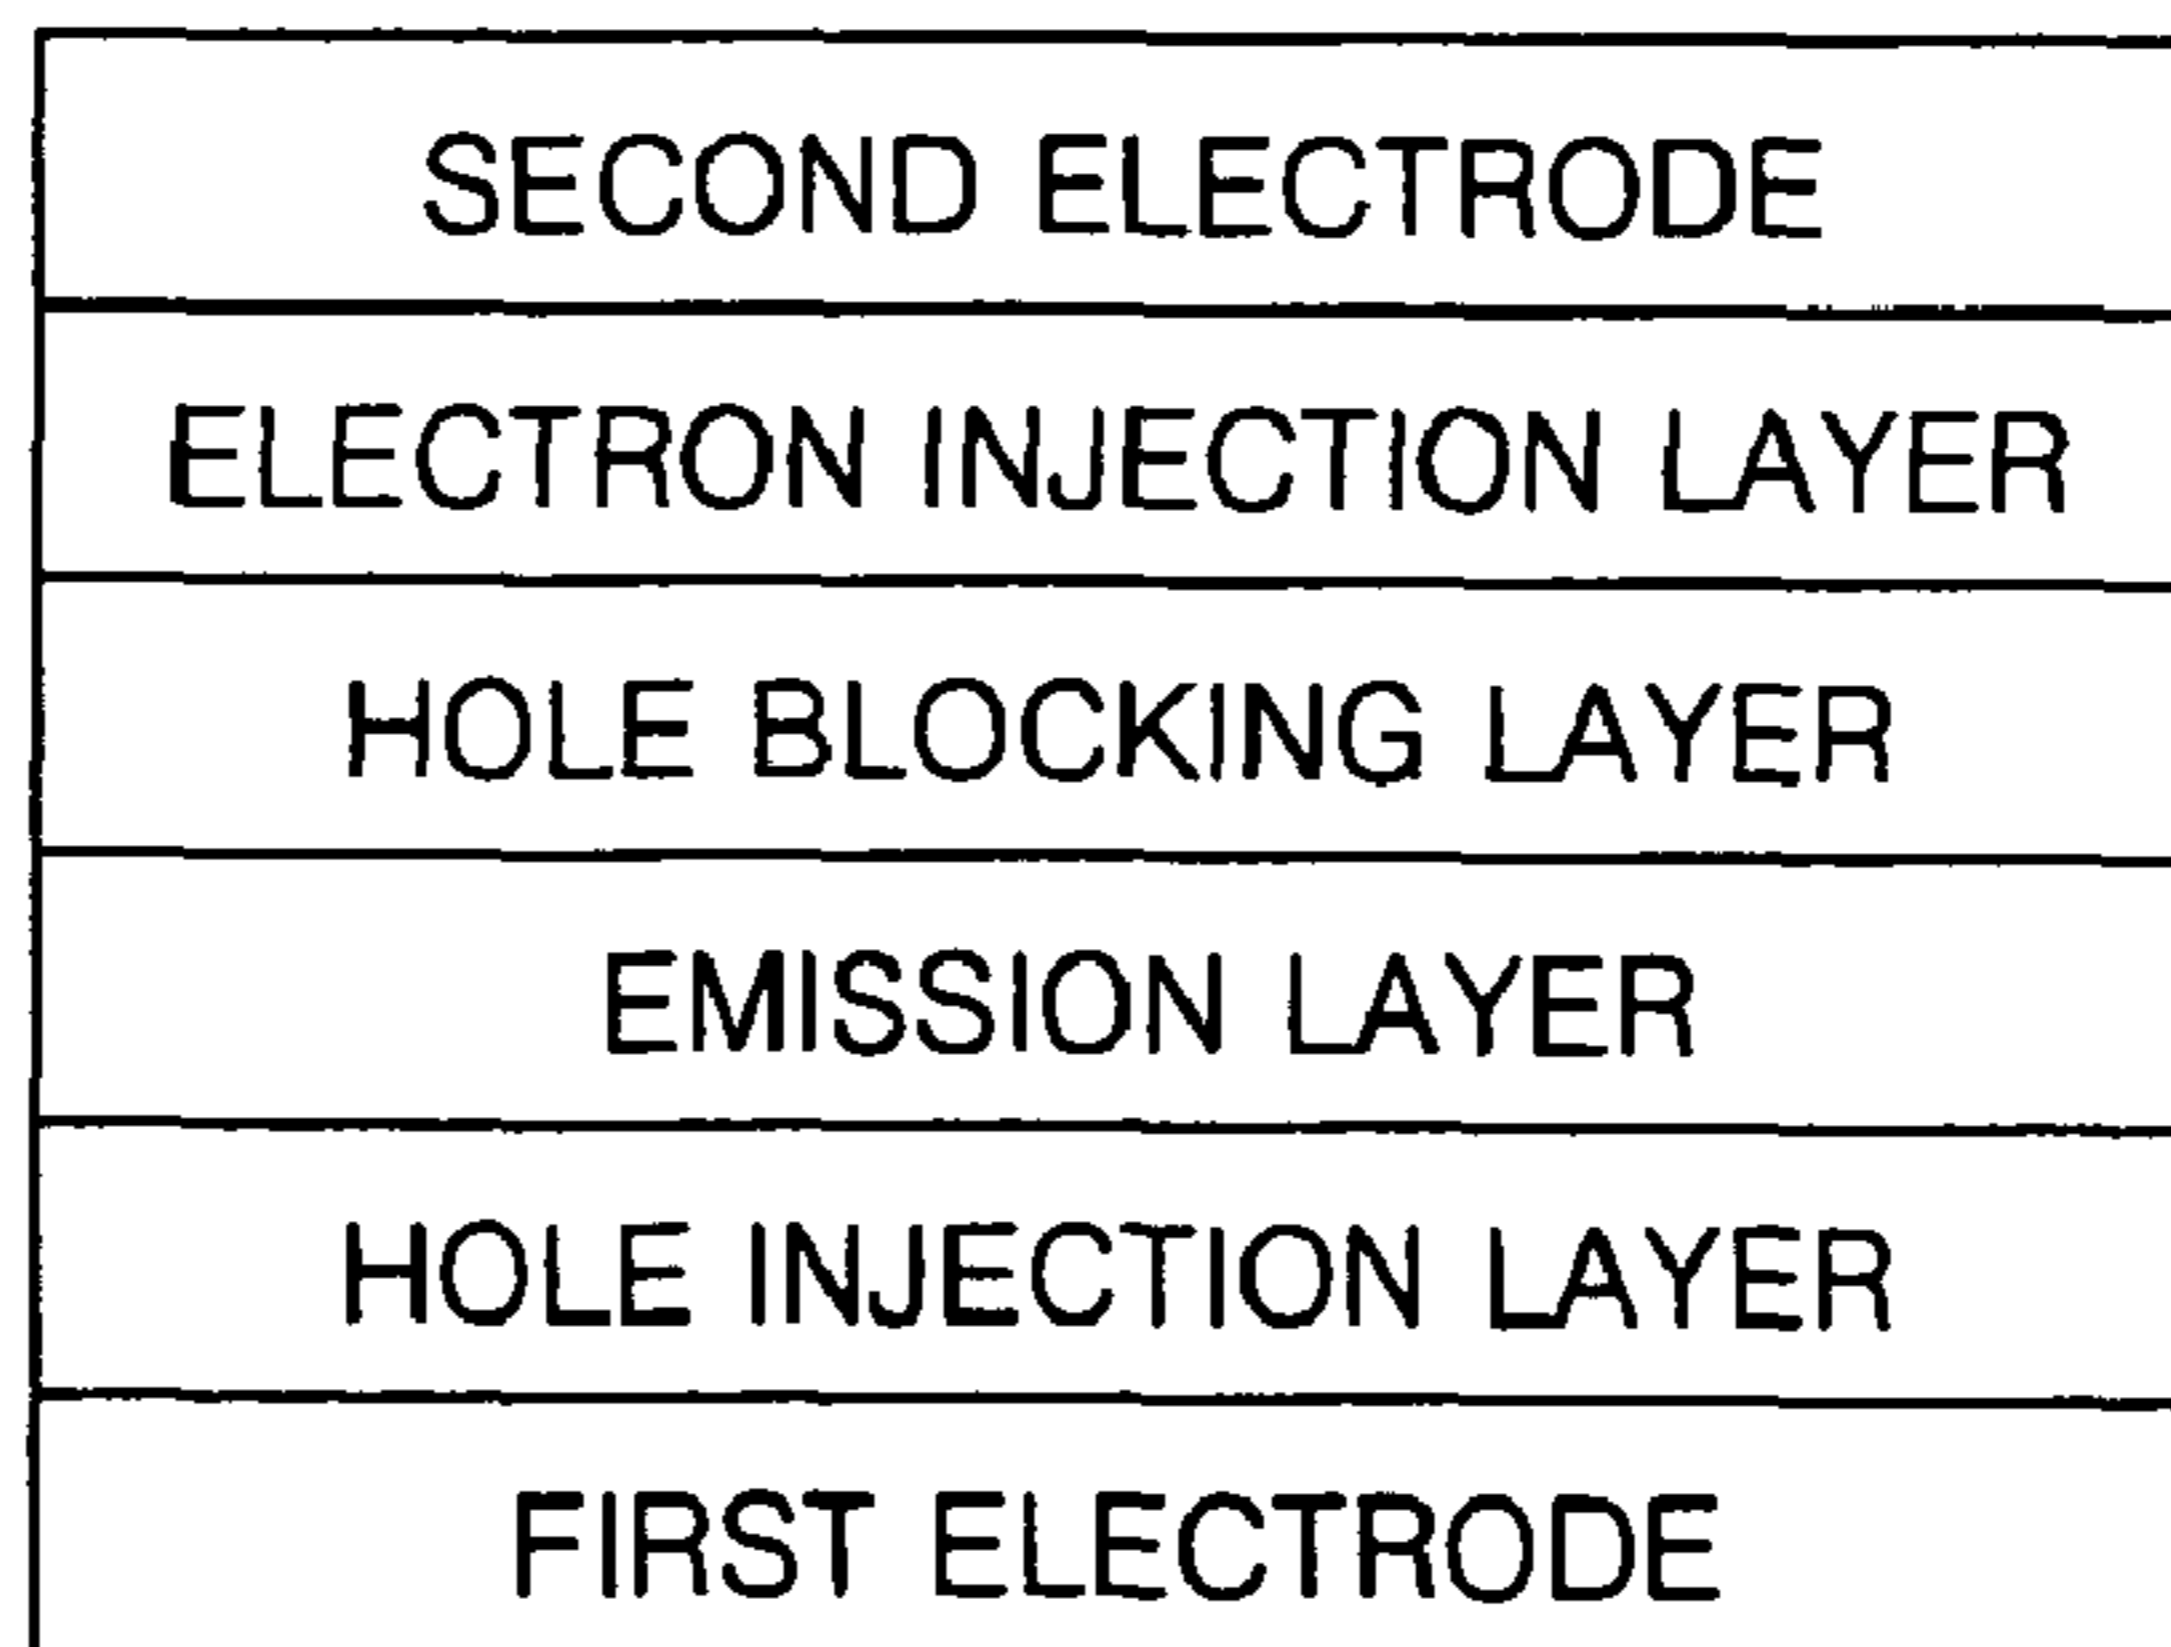 SECOND ELECTRODE
ELECTRON INJECTION LAYER
HOLE BLOCKING LAYER
EMISSION LAYER
HOLE INJECTION LAYER
FIRST ELECTRODE